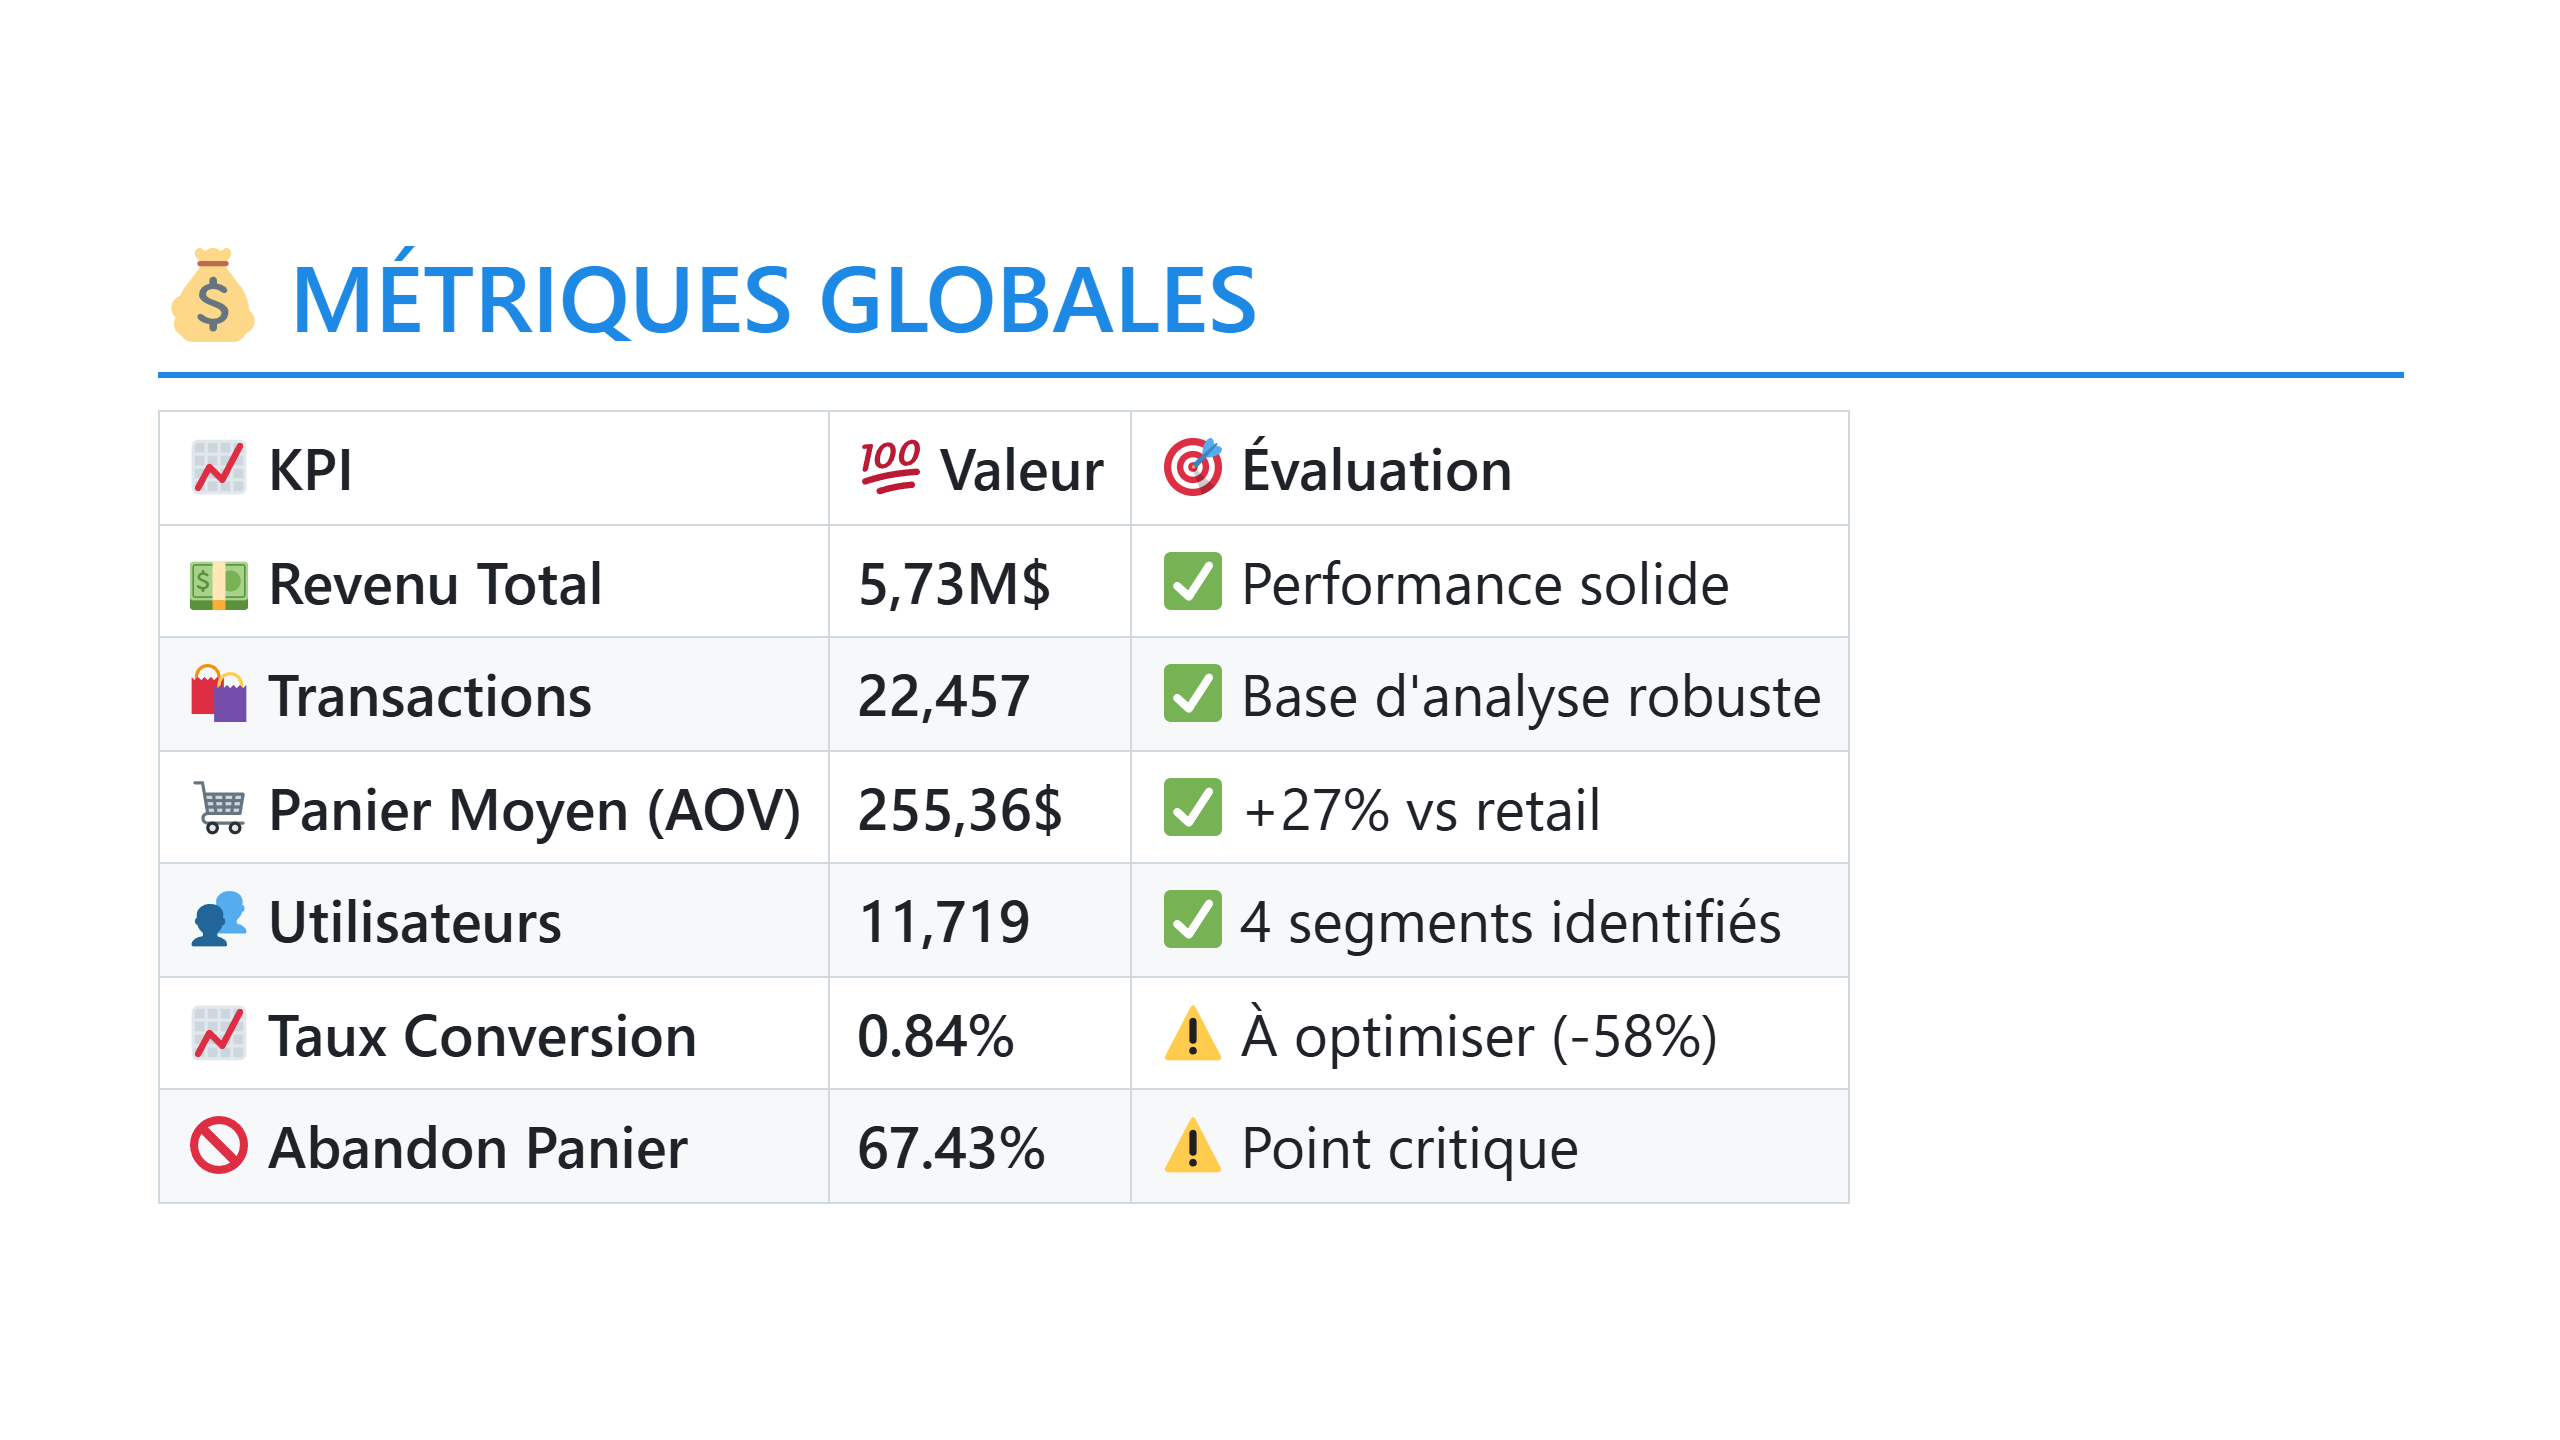 💰 MÉTRIQUES GLOBALES
📈 KPI 💯 Valeur 🎯 Évaluation
💵 Revenu Total 5,73M$ ✅ Performance solide
🛍️ Transactions 22,457 ✅ Base d'analyse robuste
🛒 Panier Moyen (AOV) 255,36$ ✅ +27% vs retail
👥 Utilisateurs 11,719 ✅ 4 segments identifiés
📈 Taux Conversion 0.84% ⚠️ À optimiser (-58%)
🚫 Abandon Panier 67.43% ⚠️ Point critique